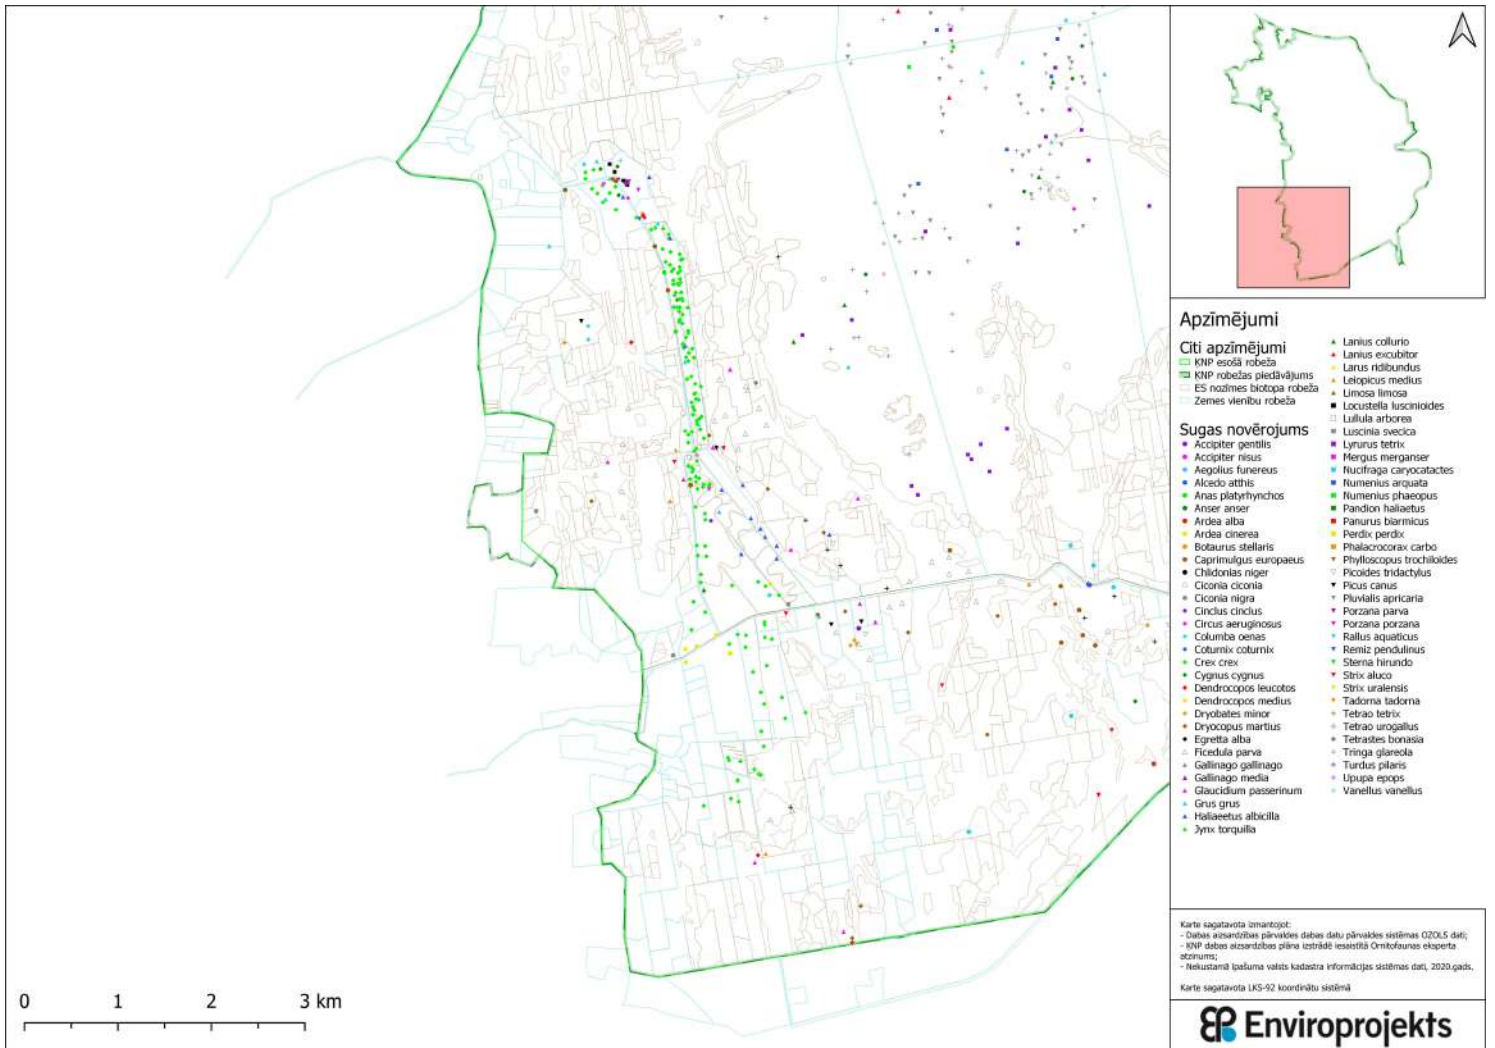 0 1 2 3 km
Apzīmējumi
Citi apzīmējumi
ĶNP esošā robeža
ĶNP robežas piedāvājums
ES nozīmes biotopa robeža
Zemes vienību robeža
Sugas novērojums
Accipiter gentilis
Accipiter nisus
Aegolius funereus
Alcedo atthis
Anas platyrhynchos
Anser anser
Ardea alba
Ardea cinerea
Botaurus stellaris
Caprimulgus europaeus
Chlidonias niger
Ciconia ciconia
Ciconia nigra
Cinclus cinclus
Circus aeruginosus
Columba oenas
Coturnix coturnix
Crex crex
Cygnus cygnus
Dendrocopos leucotos
Dendrocopos medius
Dryobates minor
Dryocopus martius
Egretta alba
Ficedula parva
Gallinago gallinago
Gallinago media
Glaucidium passerinum
Grus grus
Haliaeetus albicilla
Jynx torquilla
Lanius collurio
Lanius excubitor
Larus ridibundus
Leiopicus medius
Limosa limosa
Locustella luscinioides
Lullula arborea
Luscinia svecica
Lyrurus tetrix
Mergus merganser
Nucifraga caryocatactes
Numenius arquata
Numenius phaeopus
Pandion haliaetus
Panurus biarmicus
Perdix perdix
Phalacrocorax carbo
Phylloscopus trochiloides
Picoides tridactylus
Picus canus
Pluvialis apricaria
Porzana parva
Porzana porzana
Rallus aquaticus
Remiz pendulinus
Sterna hirundo
Strix aluco
Strix uralensis
Tadorna tadorna
Tetrao tetrix
Tetrao urogallus
Tetrastes bonasia
Tringa glareola
Turdus pilaris
Upupa epops
Vanellus vanellus
Karte sagatavota izmantojot:
- Dabas aizsardzības pārvaldes dabas datu pārvaldes sistēmas OZOLS dati;
- ĶNP dabas aizsardzības plāna izstrādē iesaistītā Ornitofaunas eksperta
atzinums;
- Nekustamā īpašuma valsts kadastra informācijas sistēmas dati, 2020.gads.
Karte sagatavota LKS-92 koordinātu sistēmā
Enviroprojekts